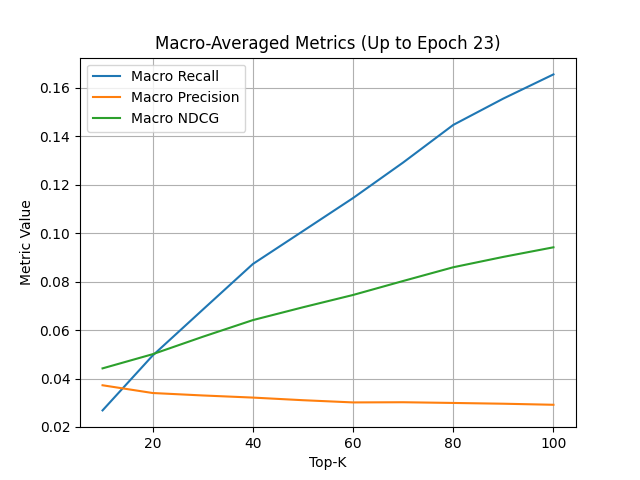 Macro-Averaged Metrics (Up to Epoch 23)
Macro Recall
Macro Precision
Macro NDCG
0.16
0.14
0.12
0.10
0.08
0.06
0.04
0.02
Metric Value
20 40 60 80 100
Top-K